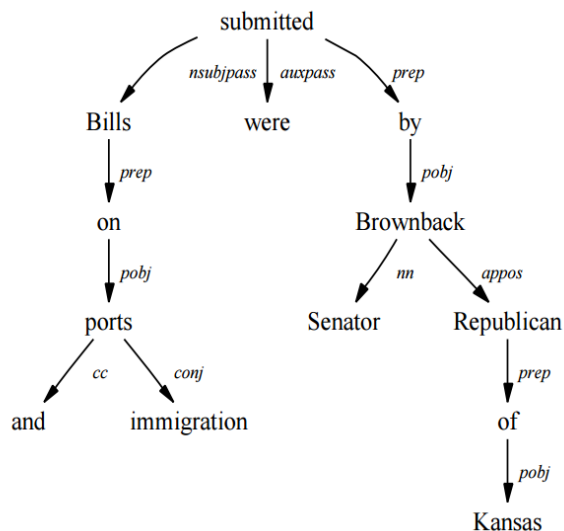 submitted
nsubjpass auxpass prep
Bills were by
prep pobj
on Brownback
pobj nn appos
ports Senator Republican
cc conj prep
and immigration of
pobj
Kansas